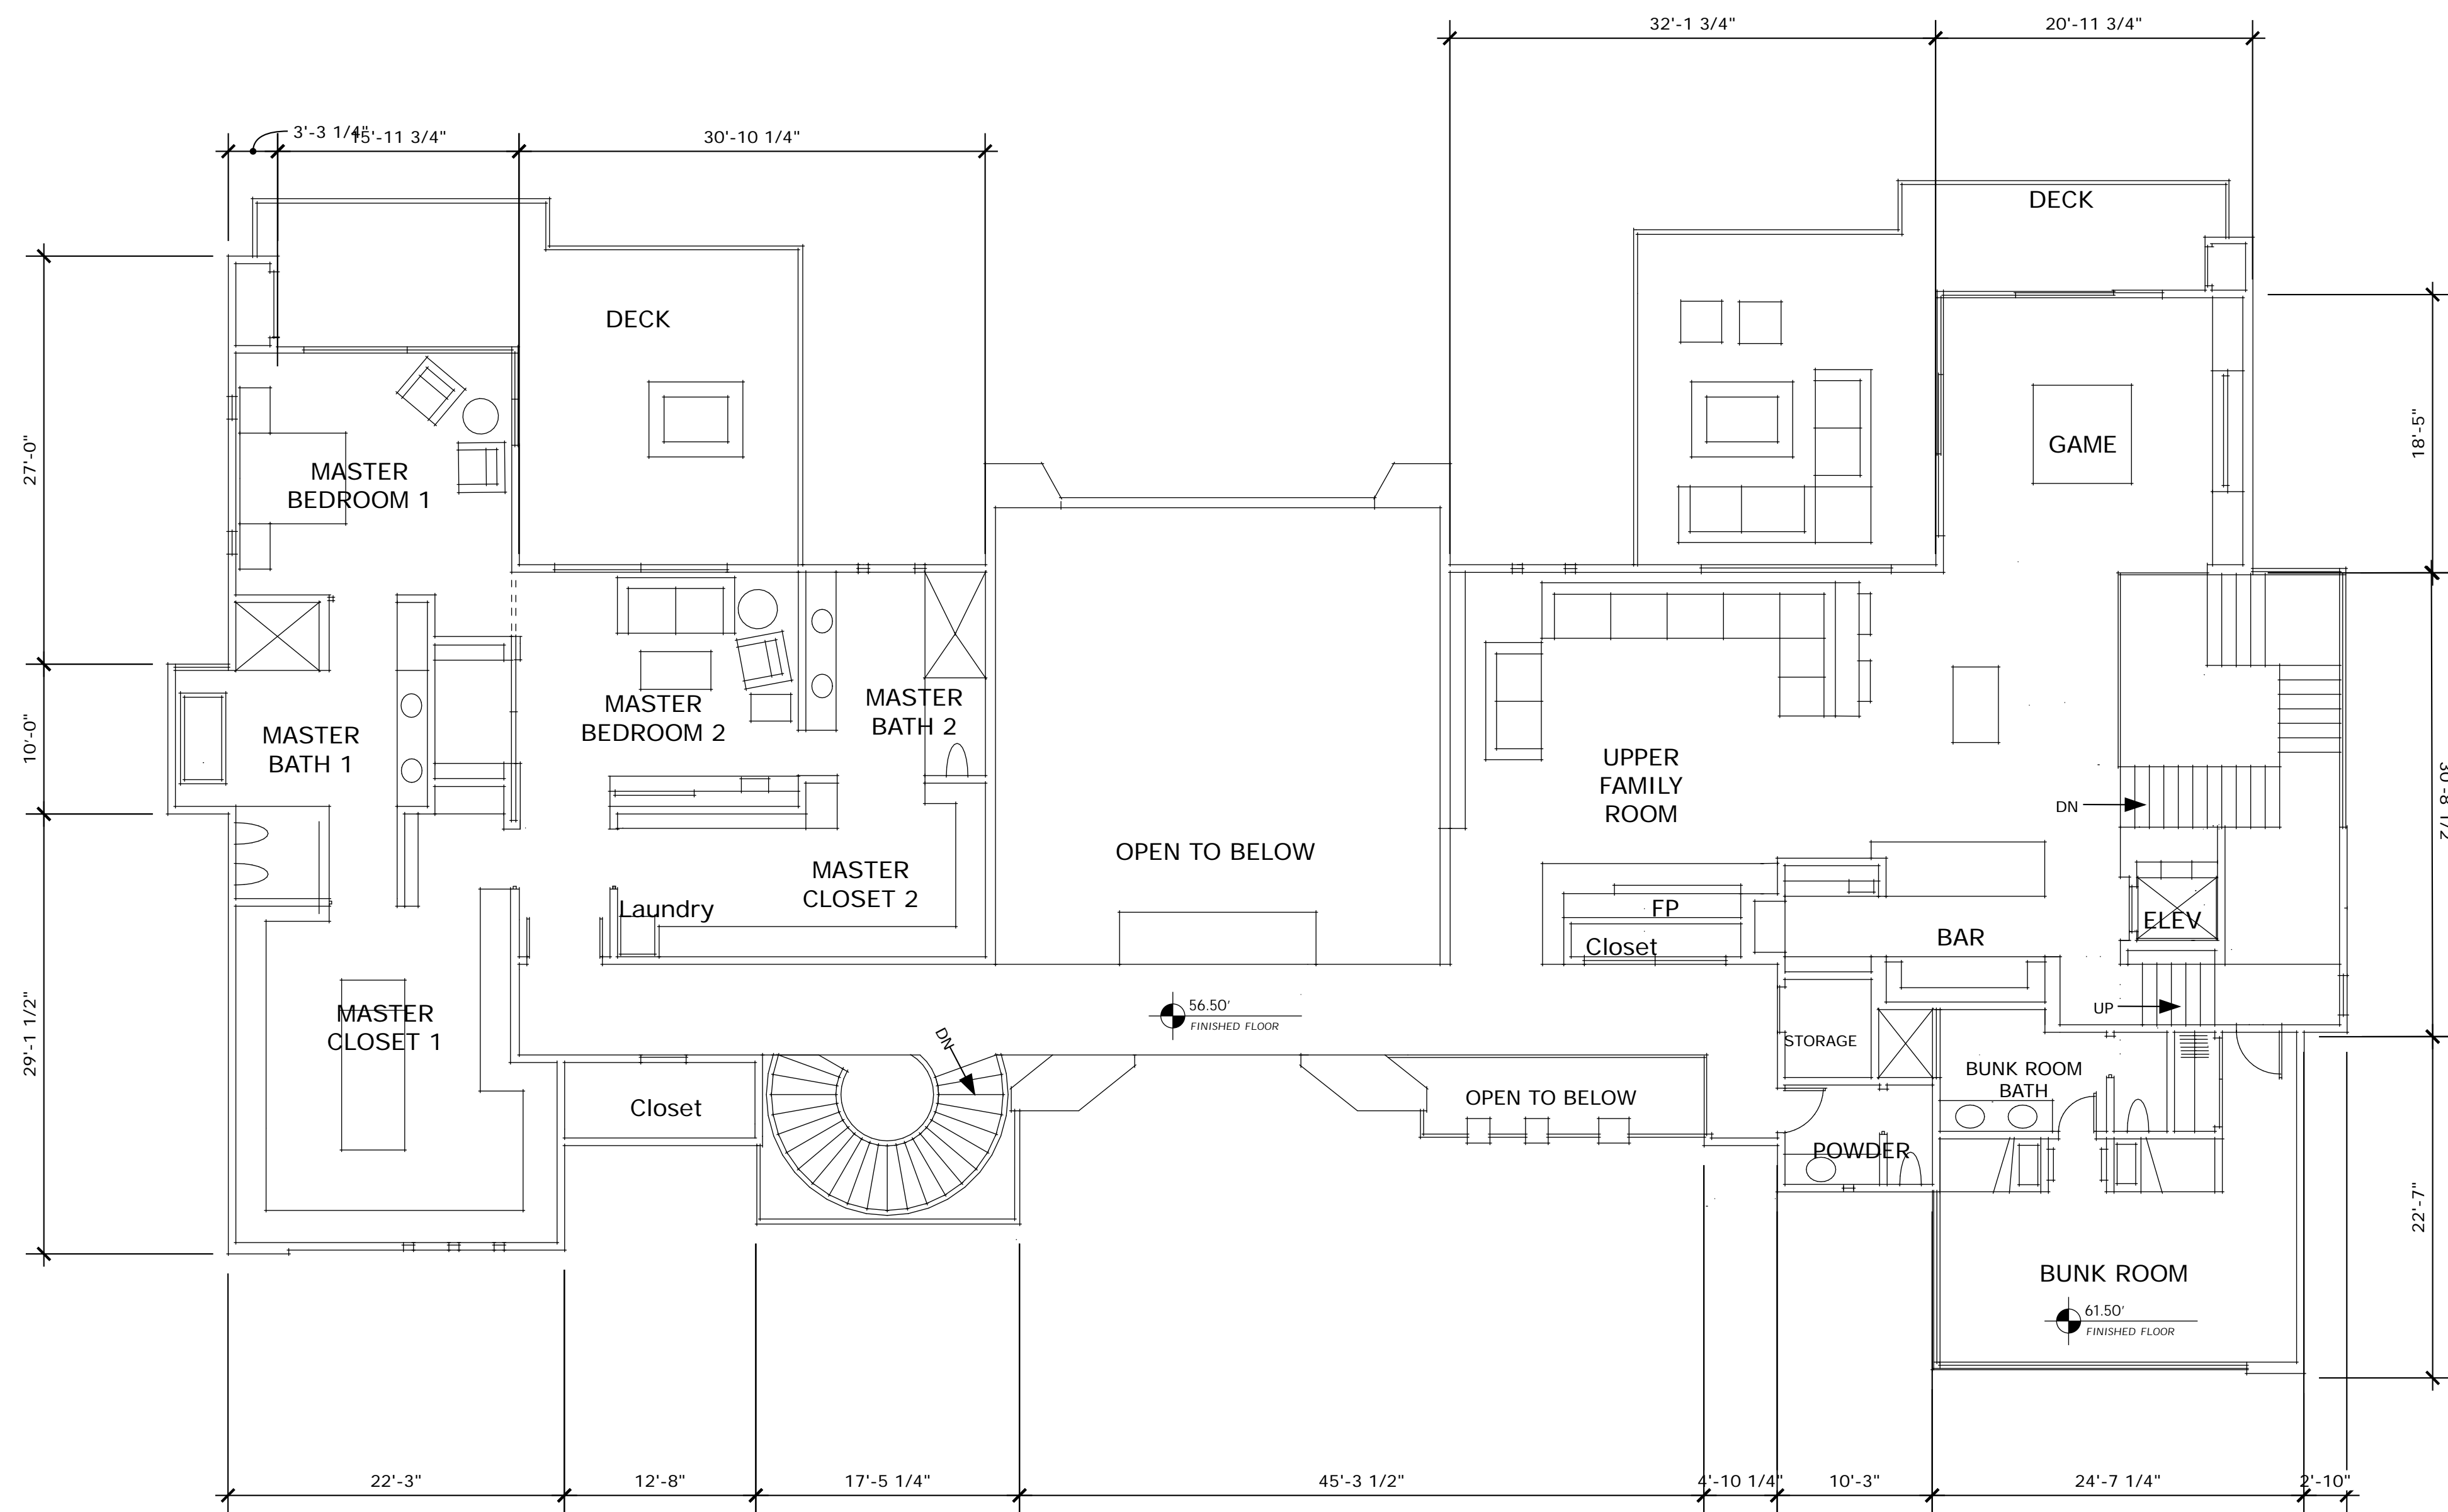 32'-1 3/4"
20'-11 3/4"
3'-3 1/4"
15'-11 3/4"
30'-10 1/4"
DECK
DECK
27'-0"
18'-5"
GAME
MASTER
BEDROOM 1
MASTER
BEDROOM 2
MASTER
BATH 2
10'-0"
MASTER
BATH 1
UPPER
FAMILY
ROOM
DN
30'-8 1/2
OPEN TO BELOW
MASTER
CLOSET 2
Laundry
FP
Closet
BAR
ELEV
MASTER
CLOSET 1
56.50'
FINISHED FLOOR
UP
29'-1 1/2"
DN
STORAGE
BUNK ROOM
BATH
Closet
OPEN TO BELOW
POWDER
22'-7"
BUNK ROOM
61.50'
FINISHED FLOOR
22'-3"
12'-8"
17'-5 1/4"
45'-3 1/2"
4'-10 1/4"
10'-3"
24'-7 1/4"
2'-10"